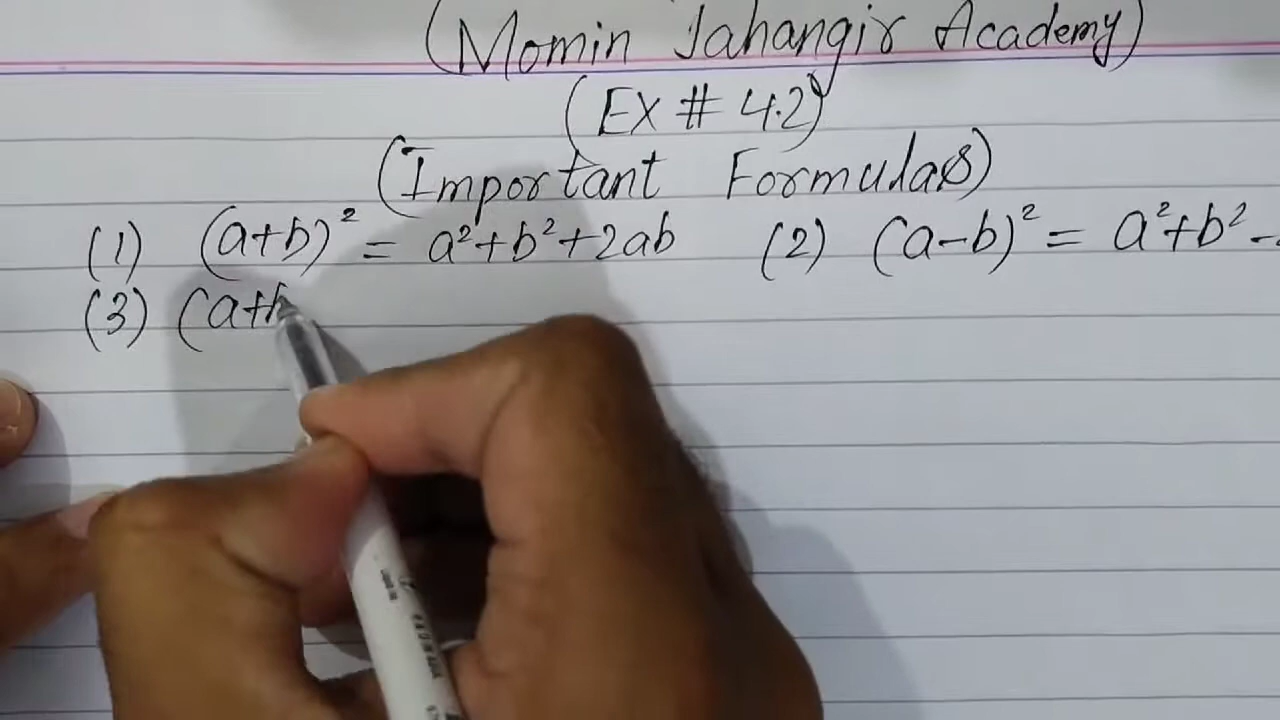 (Momin Jahangir Academy)
(EX # 4.2)
(Important Formulas)
(1) (a+b)² = a²+b²+2ab (2) (a-b)² = a²+b²-
(3) (a+b